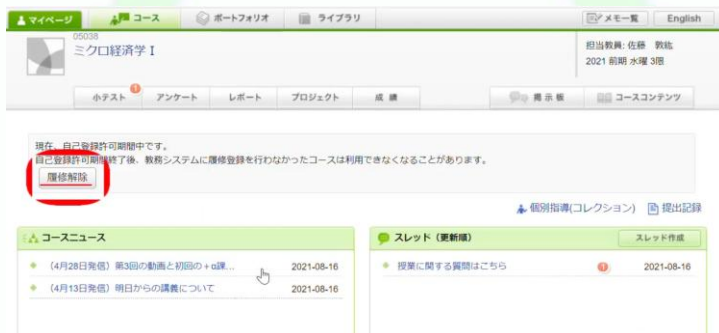 マイページ コース ポートフォリオ ライブラリ メモ一覧 English
05038
ミクロ経済学 I
担当教員: 佐藤 敦紘
2021 前期 水曜 3限
小テスト 1 アンケート レポート プロジェクト 成績 掲示板 コースコンテンツ
現在、自己登録許可期間中です。
自己登録許可期間終了後、教務システムに履修登録を行わなかったコースは利用できなくなることがあります。
履修解除
個別指導(コレクション) 提出記録
コースニュース
(4月28日発信) 第3回の動画と初回の+α課... 2021-08-16
(4月13日発信) 明日からの講義について 2021-08-16
スレッド (更新順) スレッド作成
授業に関する質問はこちら 1 2021-08-16